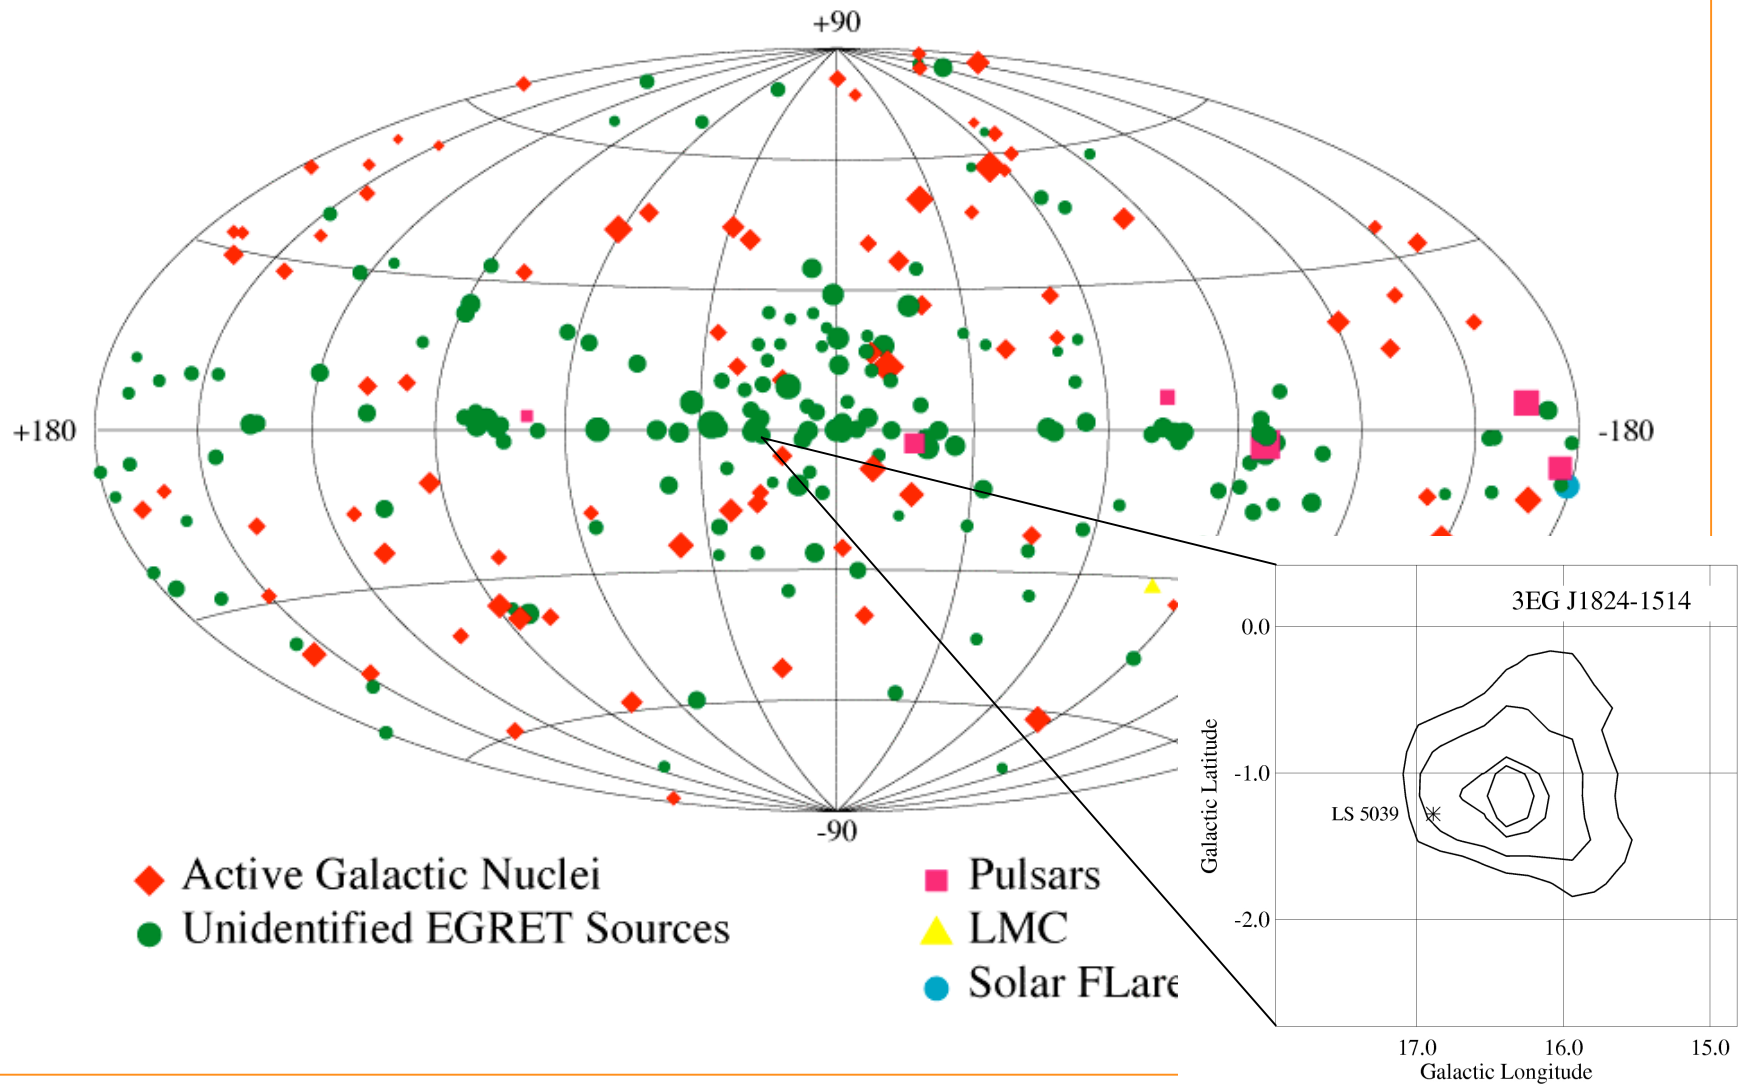 +90
+180
-180
3EG J1824-1514
0.0
-1.0
LS 5039
-2.0
Galactic Latitude
17.0 16.0 15.0
Galactic Longitude
-90
Active Galactic Nuclei
Unidentified EGRET Sources
Pulsars
LMC
Solar FLare